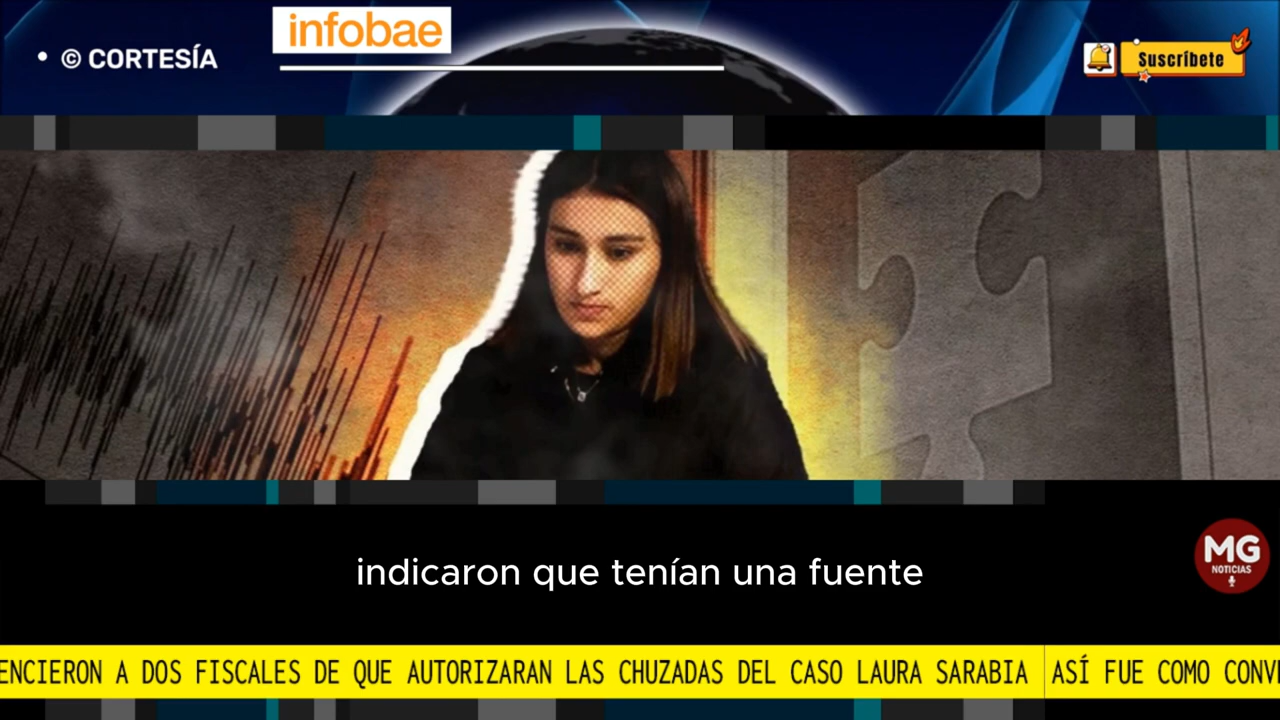 infobae
• © CORTESÍA
Suscríbete
indicaron que tenían una fuente
MG
NOTICIAS
ENCIERON A DOS FISCALES DE QUE AUTORIZARAN LAS CHUZADAS DEL CASO LAURA SARABIA
ASÍ FUE COMO CONV